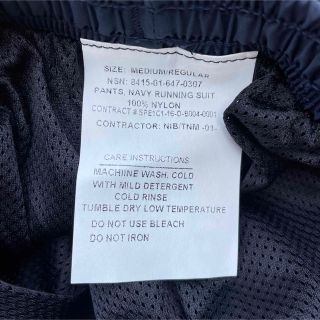 SIZE: MEDIUM/REGULAR
NSN: 8415-01-647-0307
PANTS, NAVY RUNNING SUIT
100% NYLON
CONTRACT # SPE1C1-16-D-B004-0001
CONTRACTOR: NIB/TNM -01-
CARE INSTRUCTIONS
MACHINE WASH. COLD
WITH MILD DETERGENT
COLD RINSE
TUMBLE DRY LOW TEMPERATURE
DO NOT USE BLEACH
DO NOT IRON